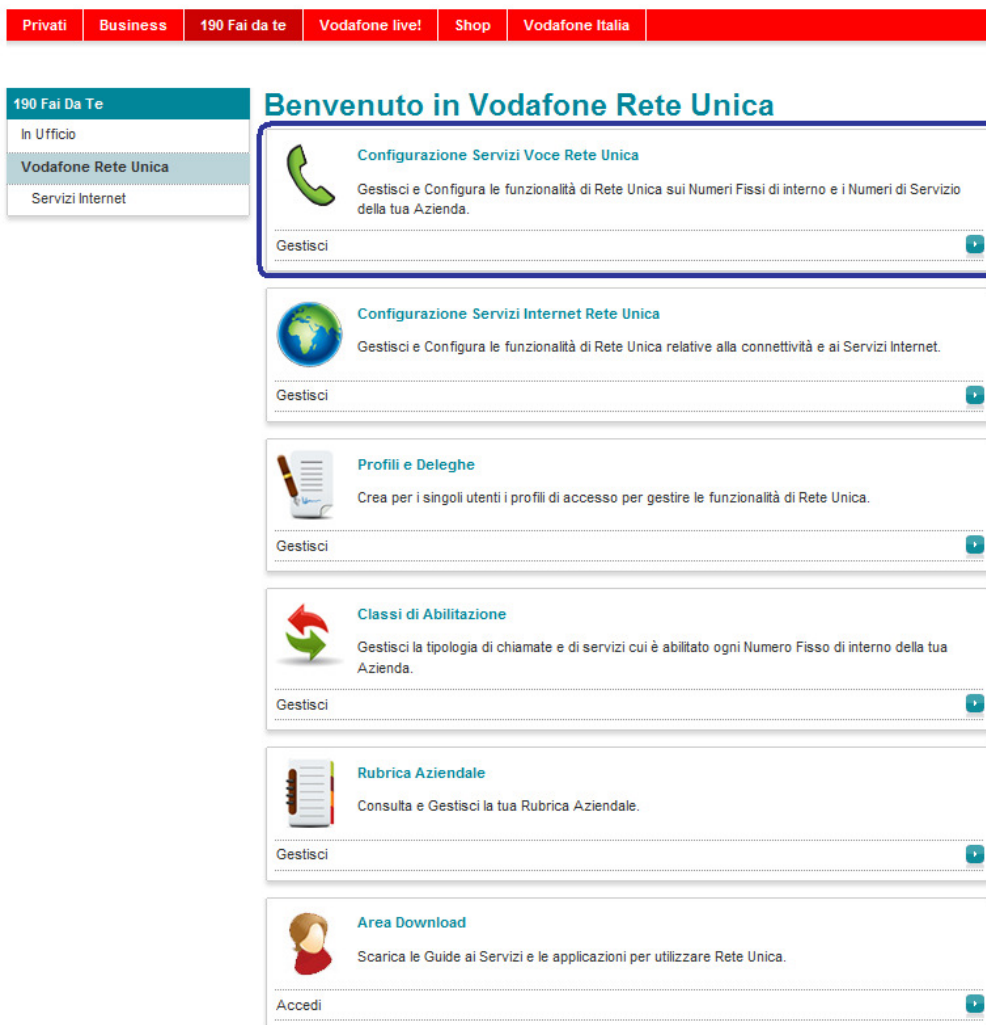 Privati Business 190 Fai da te Vodafone live! Shop Vodafone Italia
190 Fai Da Te
In Ufficio
Vodafone Rete Unica
Servizi Internet
Benvenuto in Vodafone Rete Unica
Configurazione Servizi Voce Rete Unica
Gestisci e Configura le funzionalità di Rete Unica sui Numeri Fissi di interno e i Numeri di Servizio
della tua Azienda.
Gestisci
Configurazione Servizi Internet Rete Unica
Gestisci e Configura le funzionalità di Rete Unica relative alla connettività e ai Servizi Internet.
Gestisci
Profili e Deleghe
Crea per i singoli utenti i profili di accesso per gestire le funzionalità di Rete Unica.
Gestisci
Classi di Abilitazione
Gestisci la tipologia di chiamate e di servizi cui è abilitato ogni Numero Fisso di interno della tua
Azienda.
Gestisci
Rubrica Aziendale
Consulta e Gestisci la tua Rubrica Aziendale.
Gestisci
Area Download
Scarica le Guide ai Servizi e le applicazioni per utilizzare Rete Unica.
Accedi